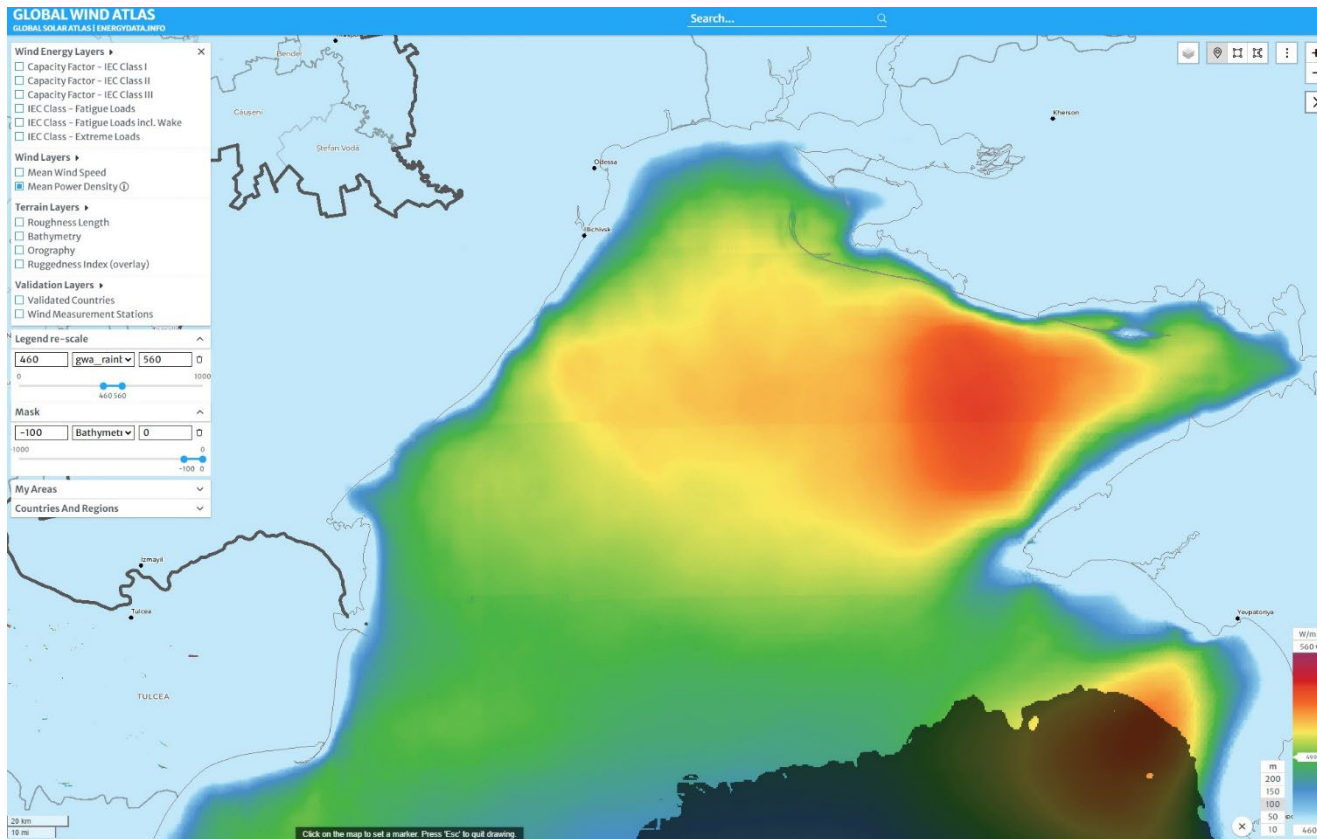 GLOBAL WIND ATLAS
GLOBAL SOLAR ATLAS | ENERGYDATA.INFO
Search...
Wind Energy Layers
Capacity Factor - IEC Class I
Capacity Factor - IEC Class II
Capacity Factor - IEC Class III
IEC Class - Fatigue Loads
IEC Class - Fatigue Loads incl. Wake
IEC Class - Extreme Loads
Wind Layers
Mean Wind Speed
Mean Power Density
Terrain Layers
Roughness Length
Bathymetry
Orography
Ruggedness Index (overlay)
Validation Layers
Validated Countries
Wind Measurement Stations
Legend re-scale
460 gwa_rainb 560
0 1000
460 560
Mask
-100 Bathymetr 0
-1000 0
-100 0
My Areas
Countries And Regions
Bender
Causeni
Stefan Voda
Odessa
Illichivsk
Kherson
Izmayil
Tulcea
TULCEA
Yevpatoriya
W/m
560
499
460
m
200
150
100
50
10
20 km
10 mi
Click on the map to set a marker. Press 'Esc' to quit drawing.